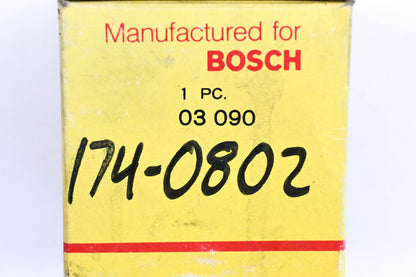 Manufactured for
BOSCH
1 PC.
03 090
174-0802